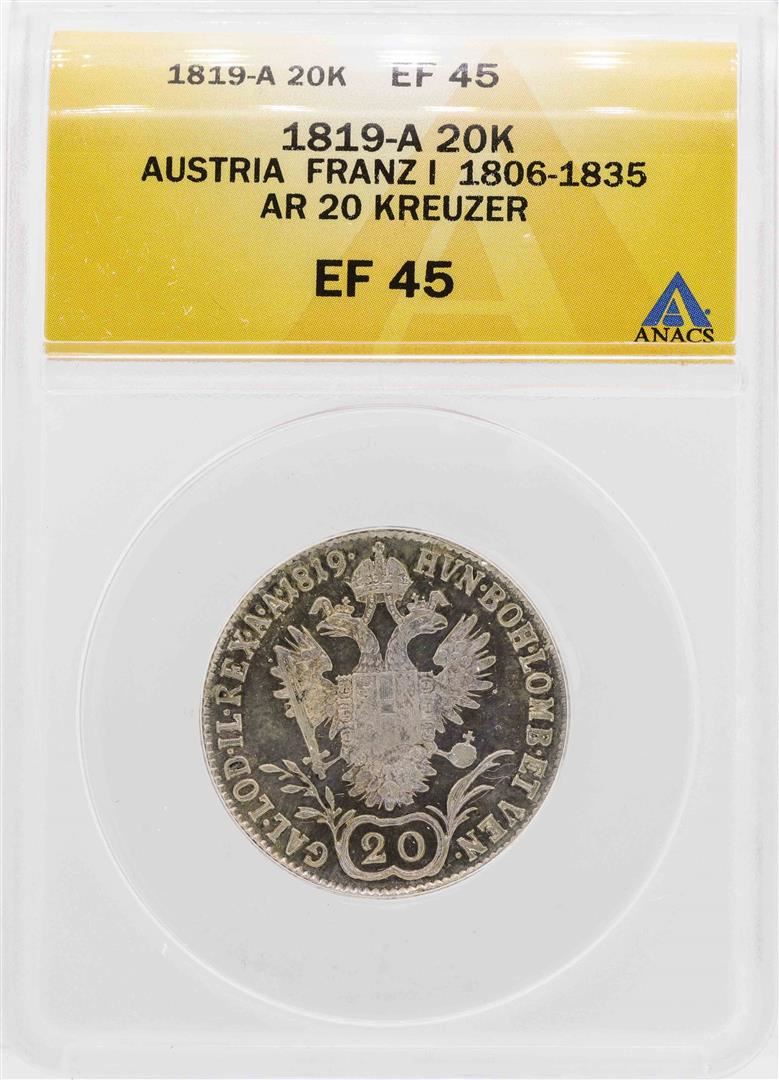 1819-A 20K EF 45
1819-A 20K
AUSTRIA FRANZ I 1806-1835
AR 20 KREUZER
EF 45
ANACS
HVN·BOH·LOMB·ET·VEN·
GAL·LOD·IL·REX·A·A·1819·
20